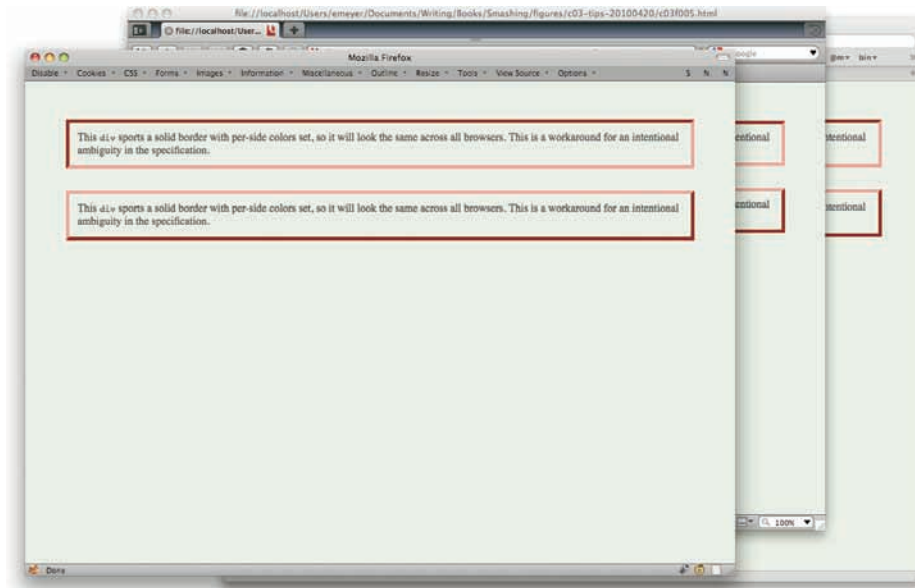 file://localhost/Users/emeyer/Documents/Writing/Books/Smashing/figures/c03-tips-20100420/c03f005.html
file://localhost/User...
Mozilla Firefox
Disable Cookies CSS Forms Images Information Miscellaneous Outline Resize Tools View Source Options
bin
This div sports a solid border with per-side colors set, so it will look the same across all browsers. This is a workaround for an intentional
ambiguity in the specification.
This div sports a solid border with per-side colors set, so it will look the same across all browsers. This is a workaround for an intentional
ambiguity in the specification.
100%
Done